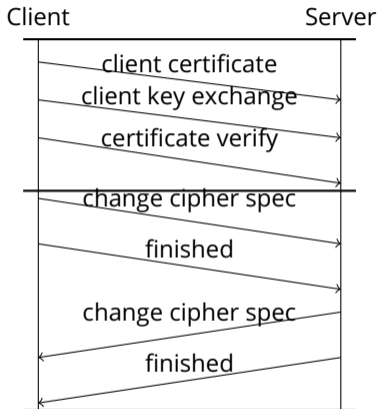 Client Server
client certificate
client key exchange
certificate verify
change cipher spec
finished
change cipher spec
finished